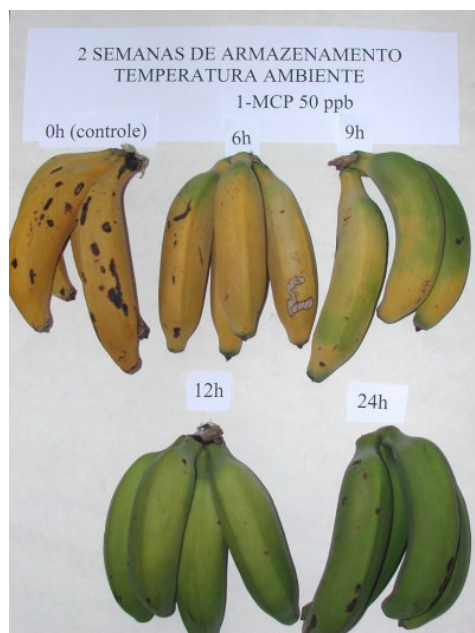 2 SEMANAS DE ARMAZENAMENTO
TEMPERATURA AMBIENTE
1-MCP 50 ppb
0h (controle)
6h
9h
12h
24h